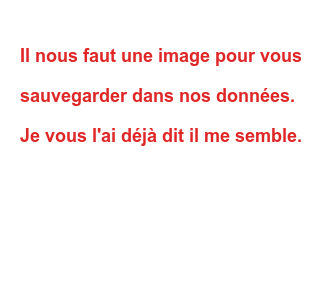 Il nous faut une image pour vous
sauvegarder dans nos données.
Je vous l'ai déjà dit il me semble.